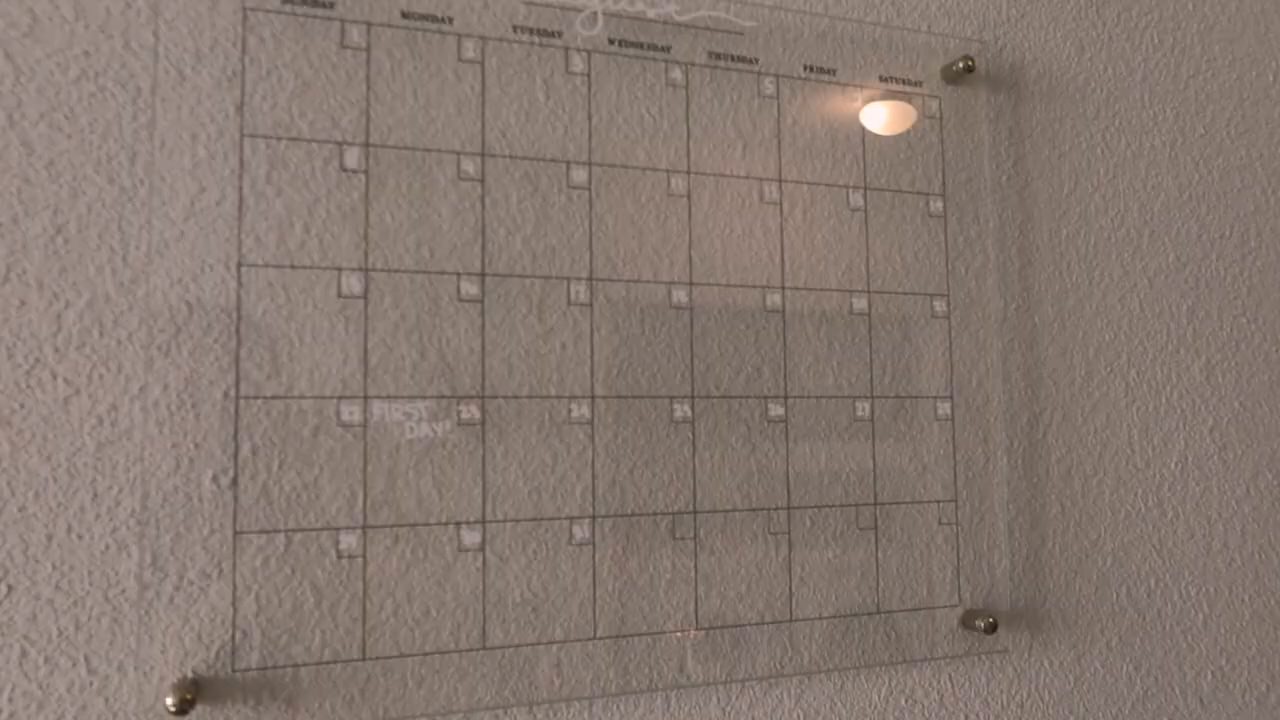 SUNDAY MONDAY TUESDAY WEDNESDAY THURSDAY FRIDAY SATURDAY
1 2 3 4 5
8 9 10 11 12 13 14
15 16 17 18 19 20 21
22 FIRST DAY! 23 24 25 26 27 28
29 30 31